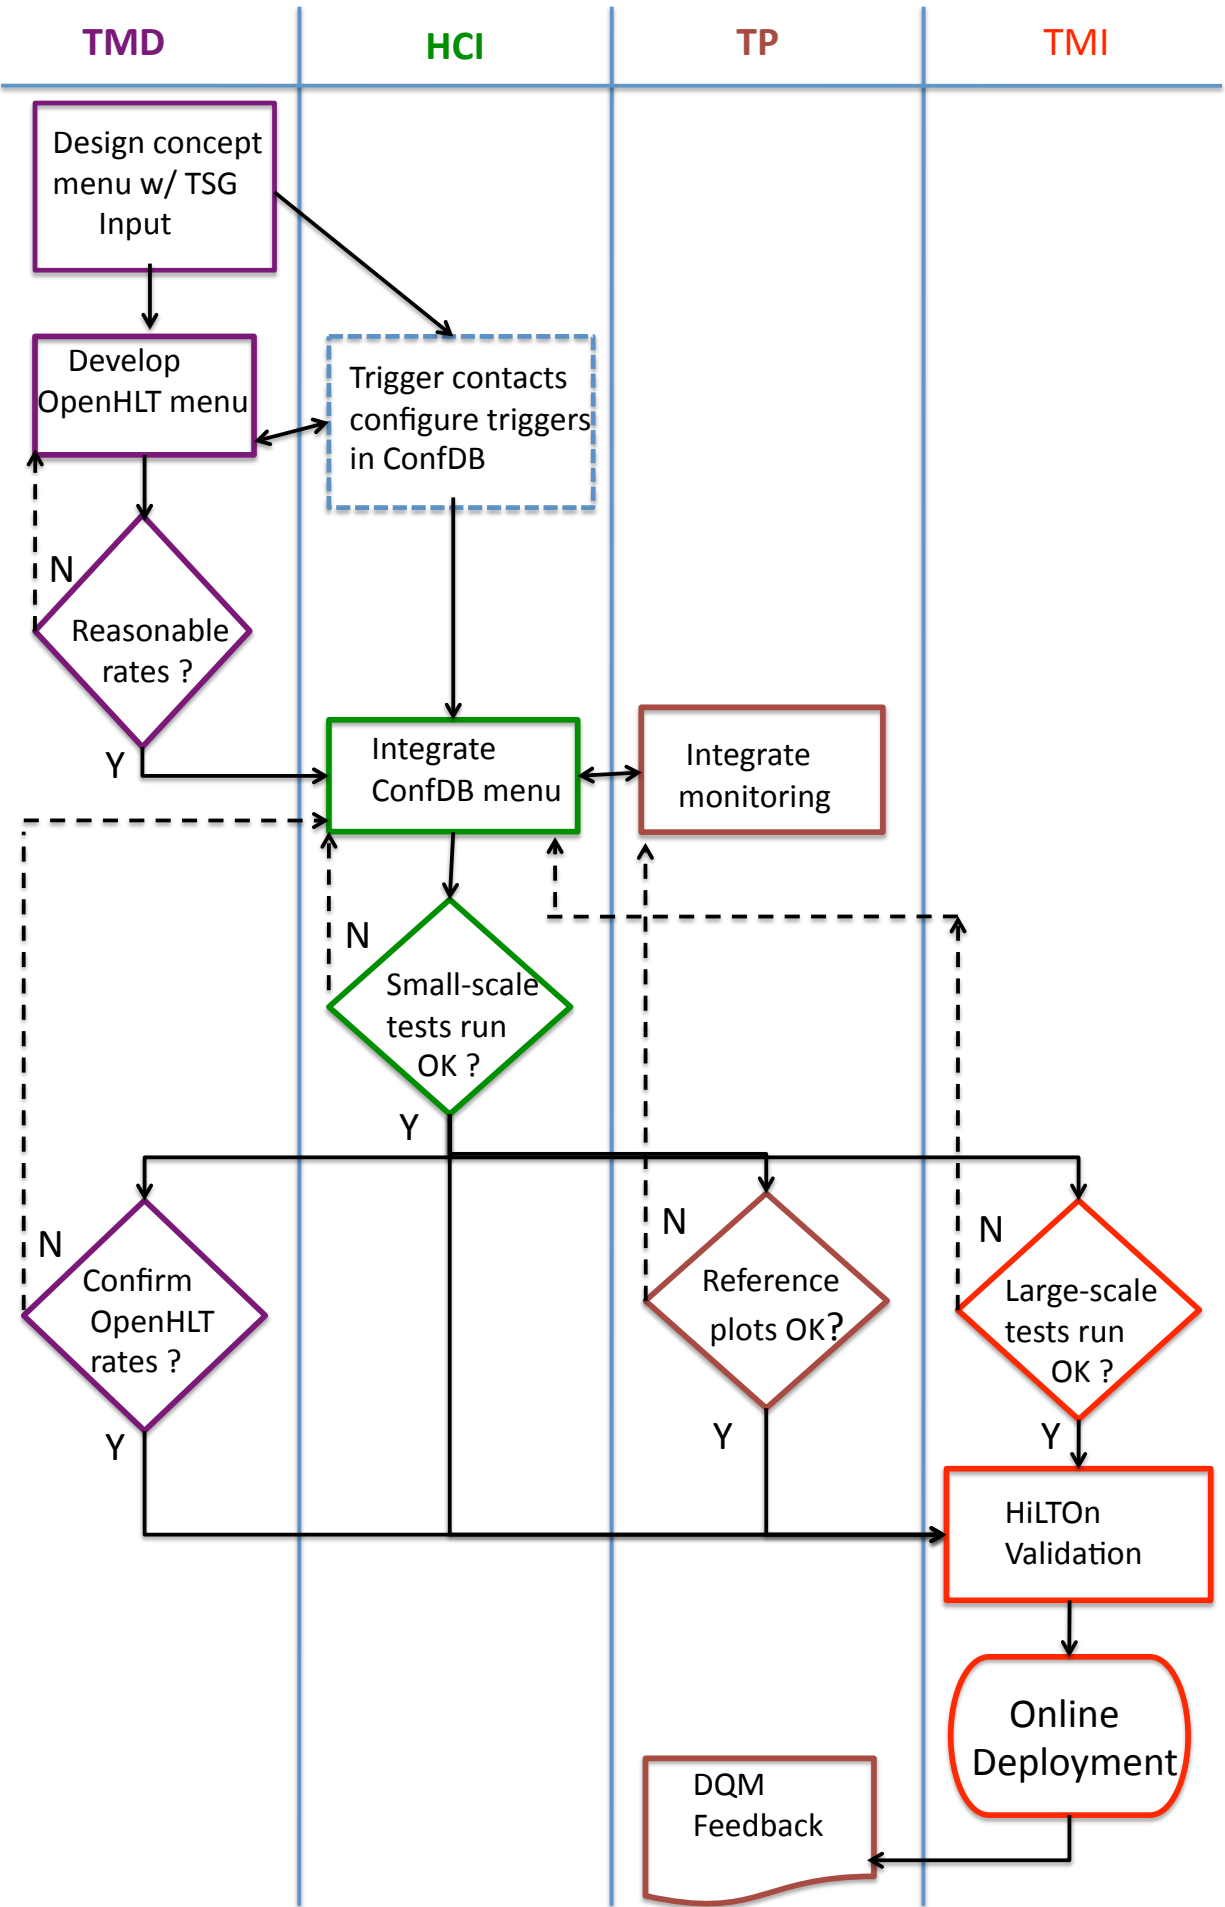 TMD
HCI
TP
TMI
Design concept
menu w/ TSG
Input
Develop
OpenHLT menu
Trigger contacts
configure triggers
in ConfDB
N
Reasonable
rates ?
Y
Integrate
ConfDB menu
Integrate
monitoring
N
Small-scale
tests run
OK ?
Y
N
Confirm
OpenHLT
rates ?
Y
N
Reference
plots OK?
Y
N
Large-scale
tests run
OK ?
Y
HiLTOn
Validation
Online
Deployment
DQM
Feedback